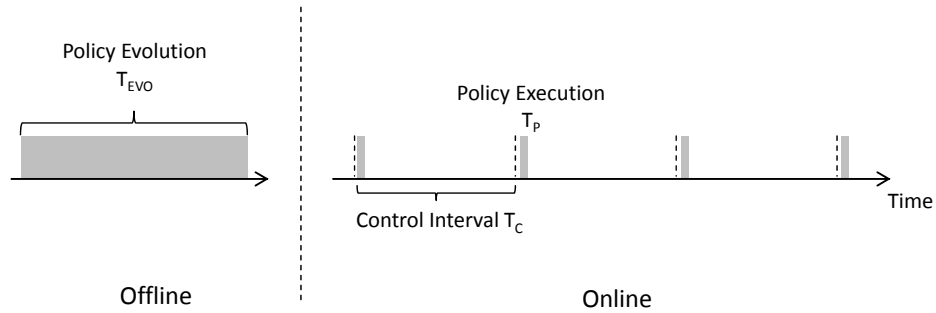 Policy Evolution
T_EVO
Policy Execution
T_P
Control Interval T_C
Time
Offline
Online